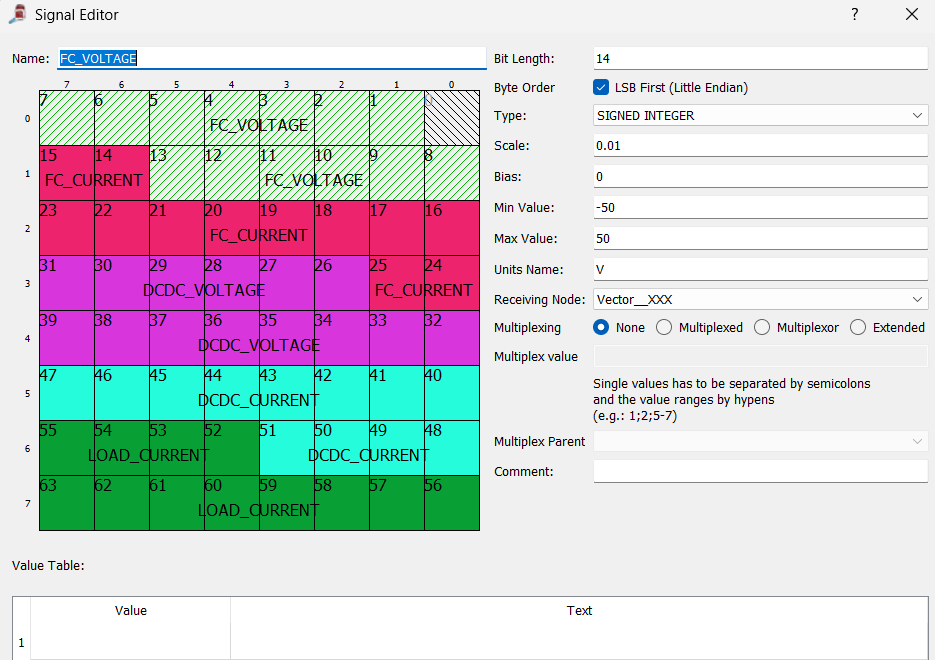 Signal Editor ? ×
Name: FC_VOLTAGE
7 6 5 4 3 2 1 0
0 7 6 5 4 3 2 1 0
FC_VOLTAGE
1 15 14 13 12 11 10 9 8
FC_CURRENT FC_VOLTAGE
2 23 22 21 20 19 18 17 16
FC_CURRENT
3 31 30 29 28 27 26 25 24
DCDC_VOLTAGE FC_CURRENT
4 39 38 37 36 35 34 33 32
DCDC_VOLTAGE
5 47 46 45 44 43 42 41 40
DCDC_CURRENT
6 55 54 53 52 51 50 49 48
LOAD_CURRENT DCDC_CURRENT
7 63 62 61 60 59 58 57 56
LOAD_CURRENT
Bit Length: 14
Byte Order LSB First (Little Endian)
Type: SIGNED INTEGER
Scale: 0.01
Bias: 0
Min Value: -50
Max Value: 50
Units Name: V
Receiving Node: Vector__XXX
Multiplexing None Multiplexed Multiplexor Extended
Multiplex value
Single values has to be separated by semicolons
and the value ranges by hypens
(e.g.: 1;2;5-7)
Multiplex Parent
Comment:
Value Table:
Value Text
1